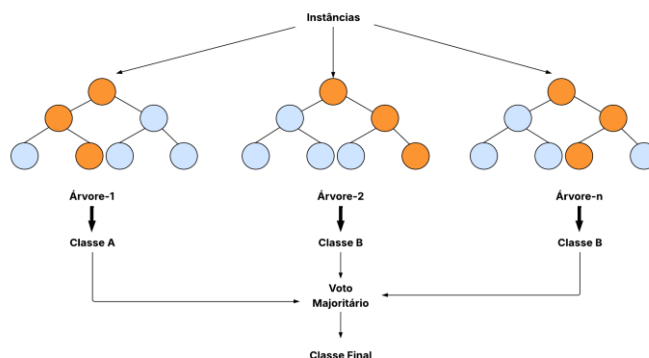 Instâncias
Árvore-1
Árvore-2
Árvore-n
Classe A
Classe B
Classe B
Voto
Majoritário
Classe Final